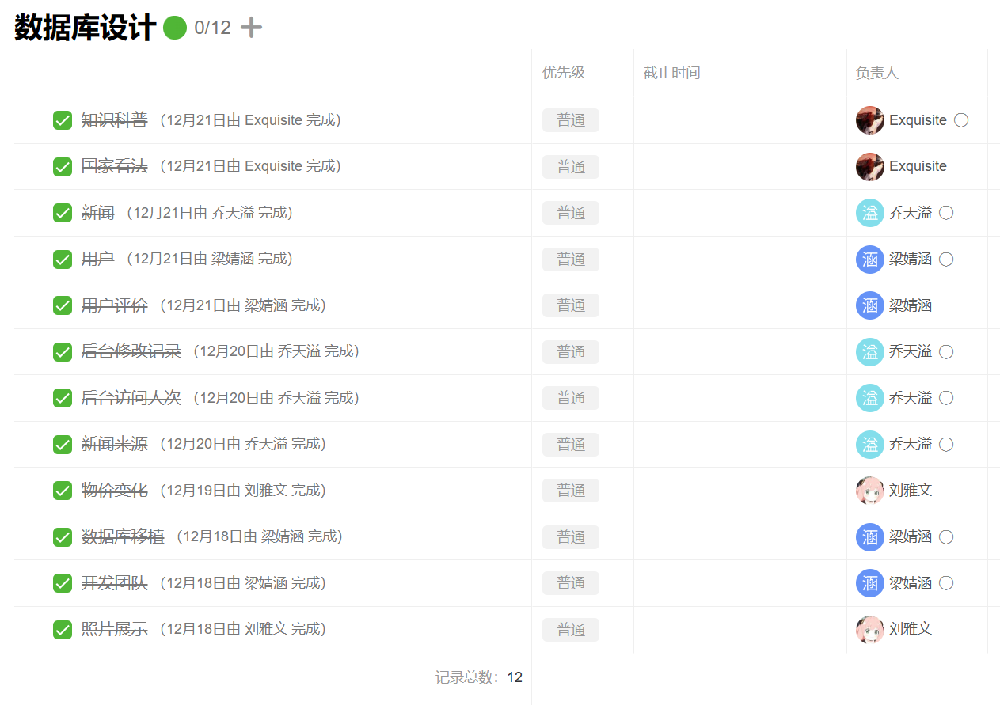 数据库设计 0/12
优先级 截止时间 负责人
知识科普 (12月21日由 Exquisite 完成) 普通 Exquisite
国家看法 (12月21日由 Exquisite 完成) 普通 Exquisite
新闻 (12月21日由 乔天溢 完成) 普通 溢 乔天溢
用户 (12月21日由 梁婧涵 完成) 普通 涵 梁婧涵
用户评价 (12月21日由 梁婧涵 完成) 普通 涵 梁婧涵
后台修改记录 (12月20日由 乔天溢 完成) 普通 溢 乔天溢
后台访问人次 (12月20日由 乔天溢 完成) 普通 溢 乔天溢
新闻来源 (12月20日由 乔天溢 完成) 普通 溢 乔天溢
物价变化 (12月19日由 刘雅文 完成) 普通 刘雅文
数据库移植 (12月18日由 梁婧涵 完成) 普通 涵 梁婧涵
开发团队 (12月18日由 梁婧涵 完成) 普通 涵 梁婧涵
照片展示 (12月18日由 刘雅文 完成) 普通 刘雅文
记录总数: 12